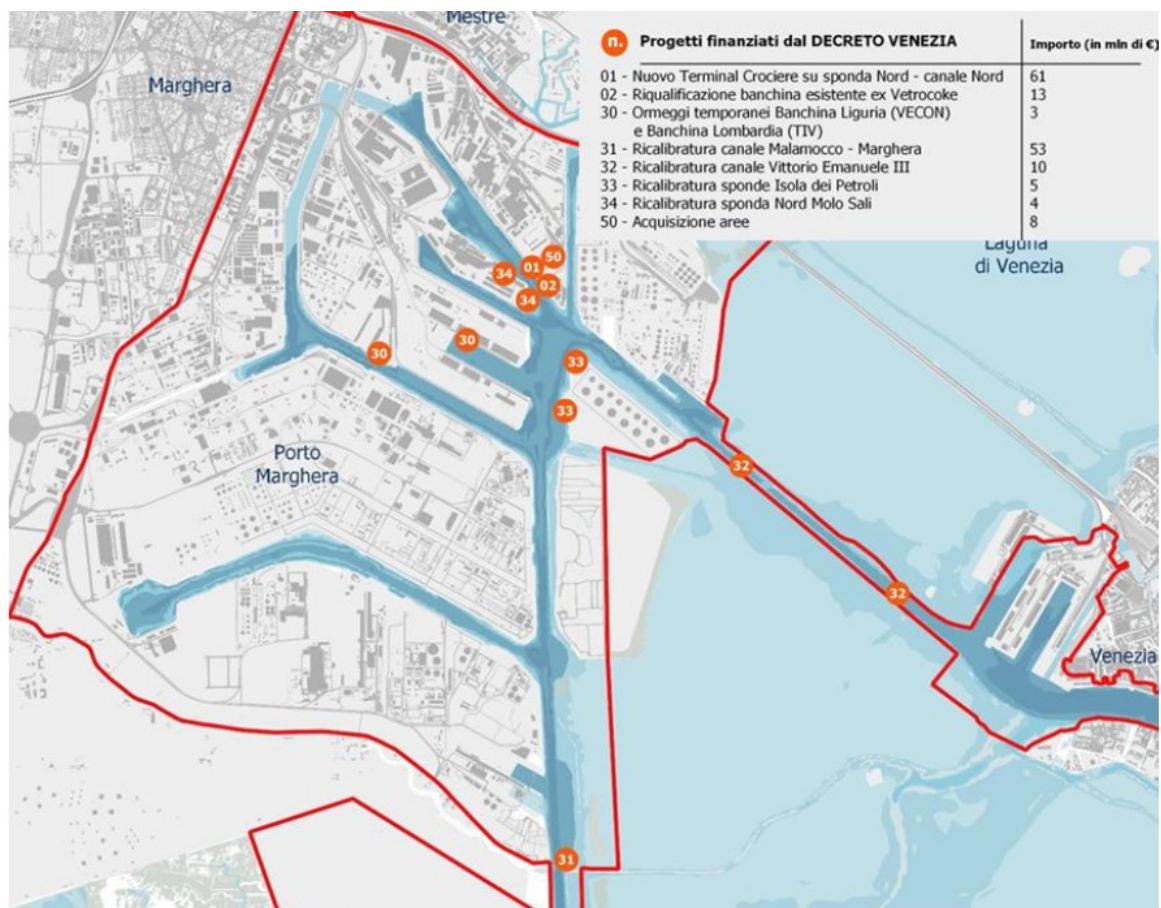 Mestre
Marghera
n. Progetti finanziati dal DECRETO VENEZIA Importo (in mln di €)
01 - Nuovo Terminal Crociere su sponda Nord - canale Nord 61
02 - Riqualificazione banchina esistente ex Vetrocoke 13
30 - Ormeggi temporanei Banchina Liguria (VECON) 3
e Banchina Lombardia (TIV)
31 - Ricalibratura canale Malamocco - Marghera 53
32 - Ricalibratura canale Vittorio Emanuele III 10
33 - Ricalibratura sponde Isola dei Petroli 5
34 - Ricalibratura sponda Nord Molo Sali 4
50 - Acquisizione aree 8
Laguna
di Venezia
50
01
34
02
34
30
30
33
33
Porto
Marghera
32
32
Venezia
31